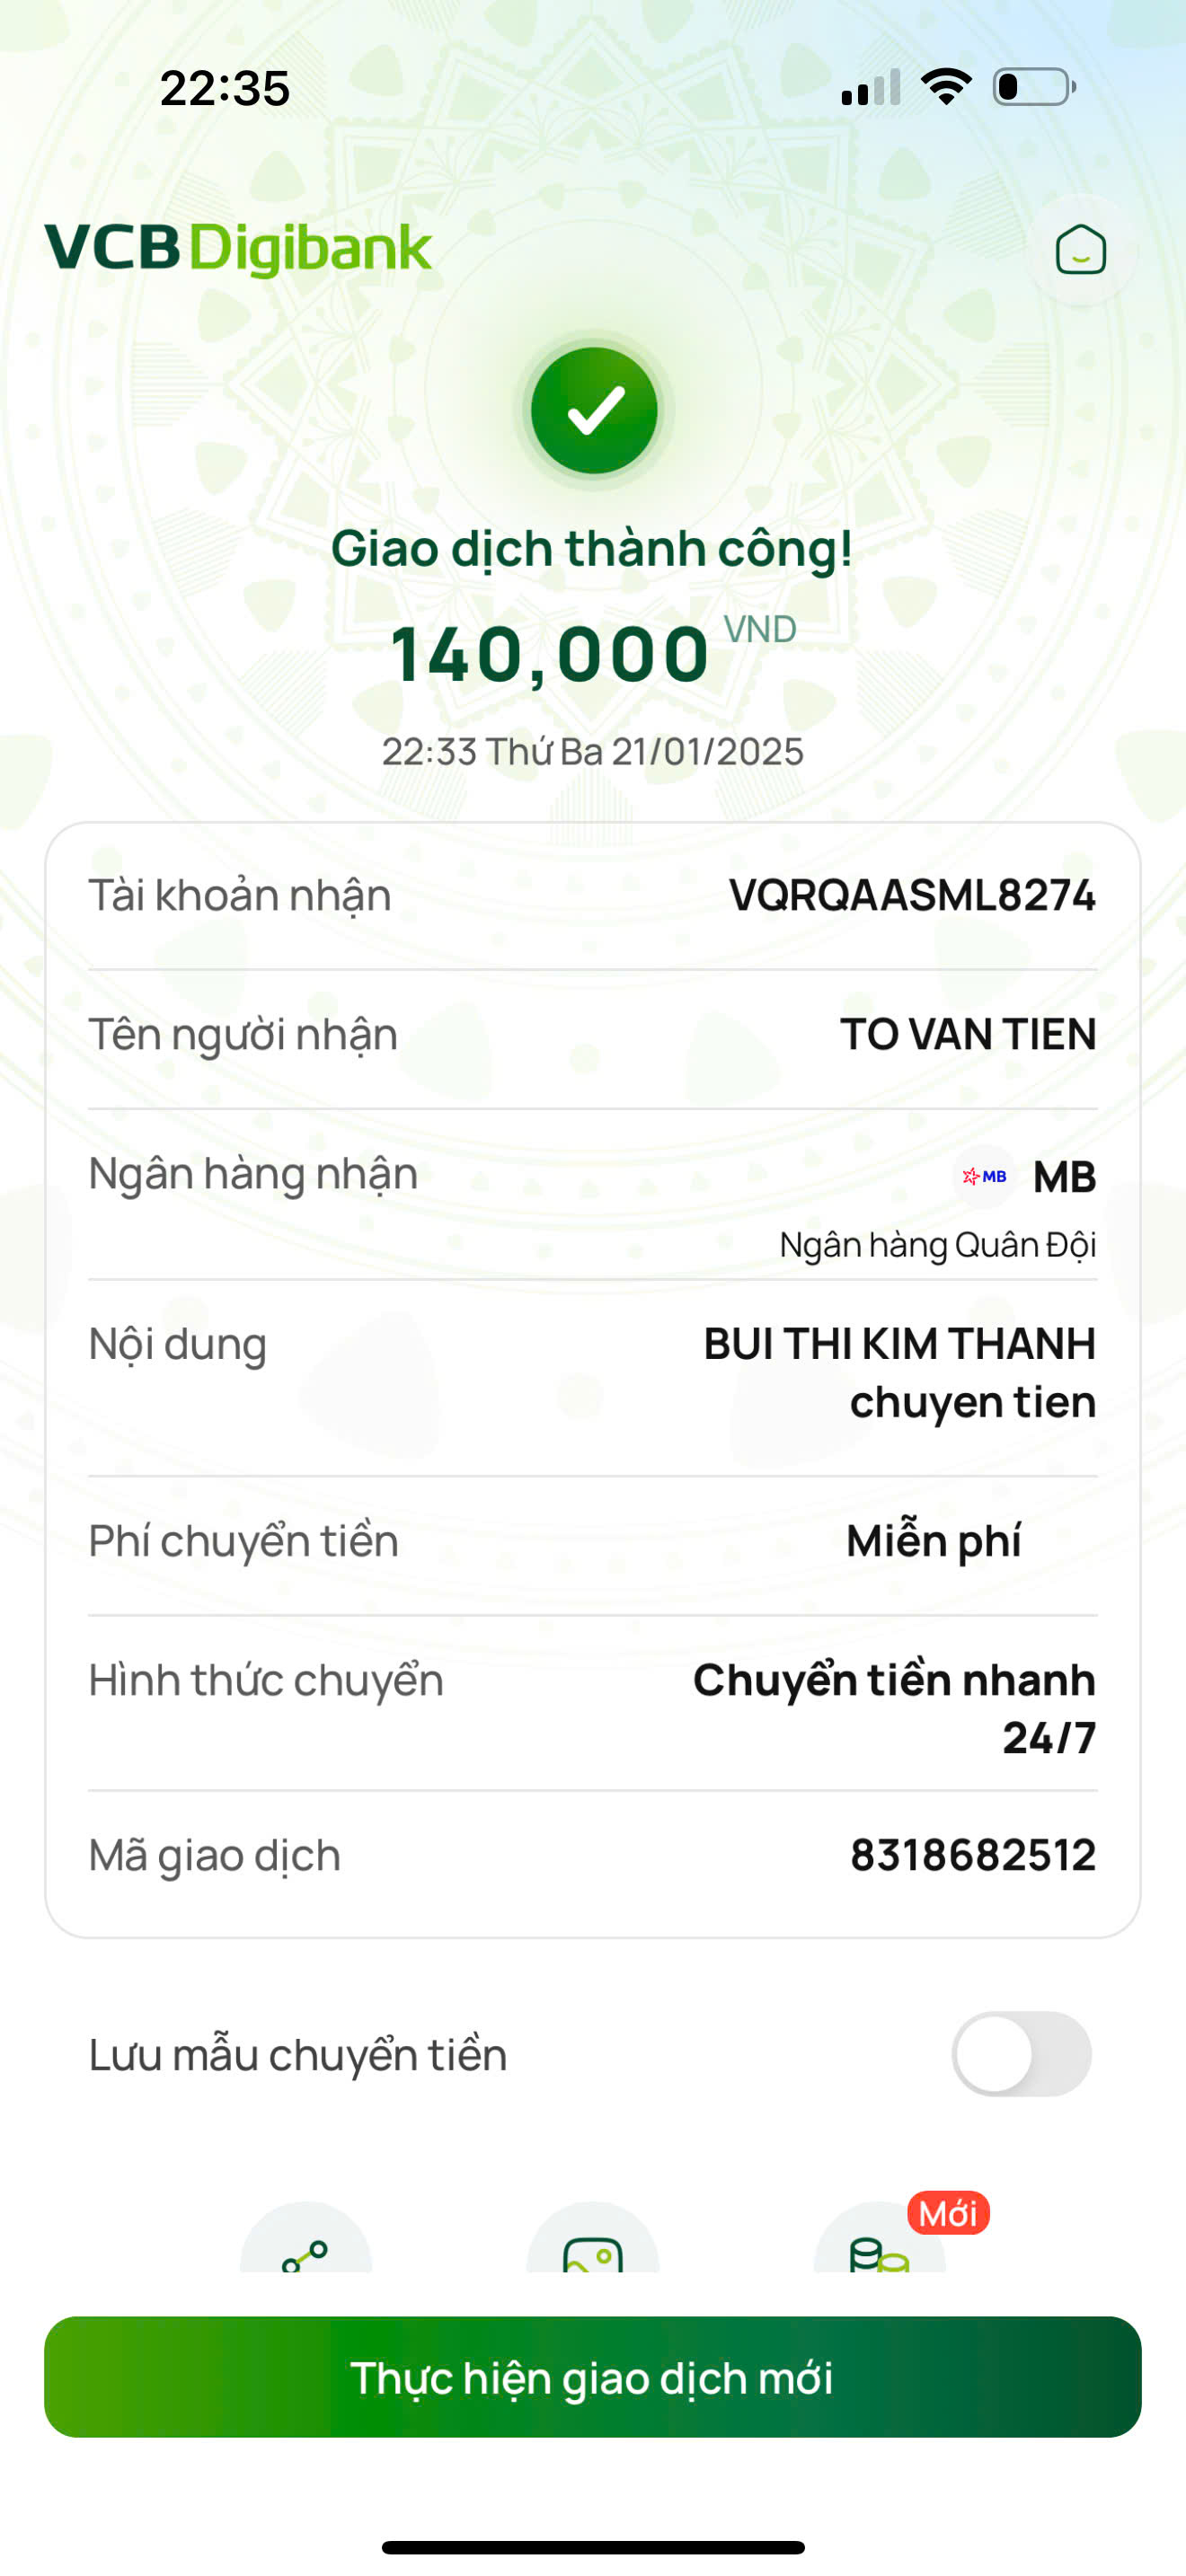 22:35
VCB Digibank
Giao dịch thành công!
140,000 VND
22:33 Thứ Ba 21/01/2025
Tài khoản nhận VQRQAASML8274
Tên người nhận TO VAN TIEN
Ngân hàng nhận MB MB
Ngân hàng Quân Đội
Nội dung BUI THI KIM THANH
chuyen tien
Phí chuyển tiền Miễn phí
Hình thức chuyển Chuyển tiền nhanh
24/7
Mã giao dịch 8318682512
Lưu mẫu chuyển tiền
Mới
Thực hiện giao dịch mới